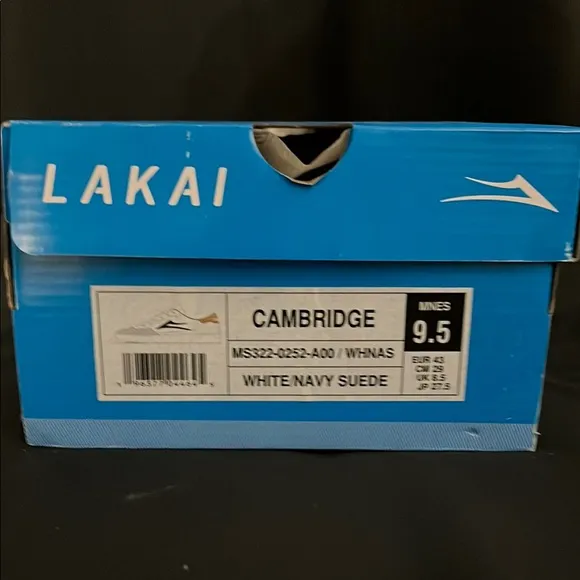 LAKAI
CAMBRIDGE
MS322-0252-A00 / WHNAS
WHITE/NAVY SUEDE
MNES
9.5
EUR 43
CM 29
UK 8.5
JP 27.5